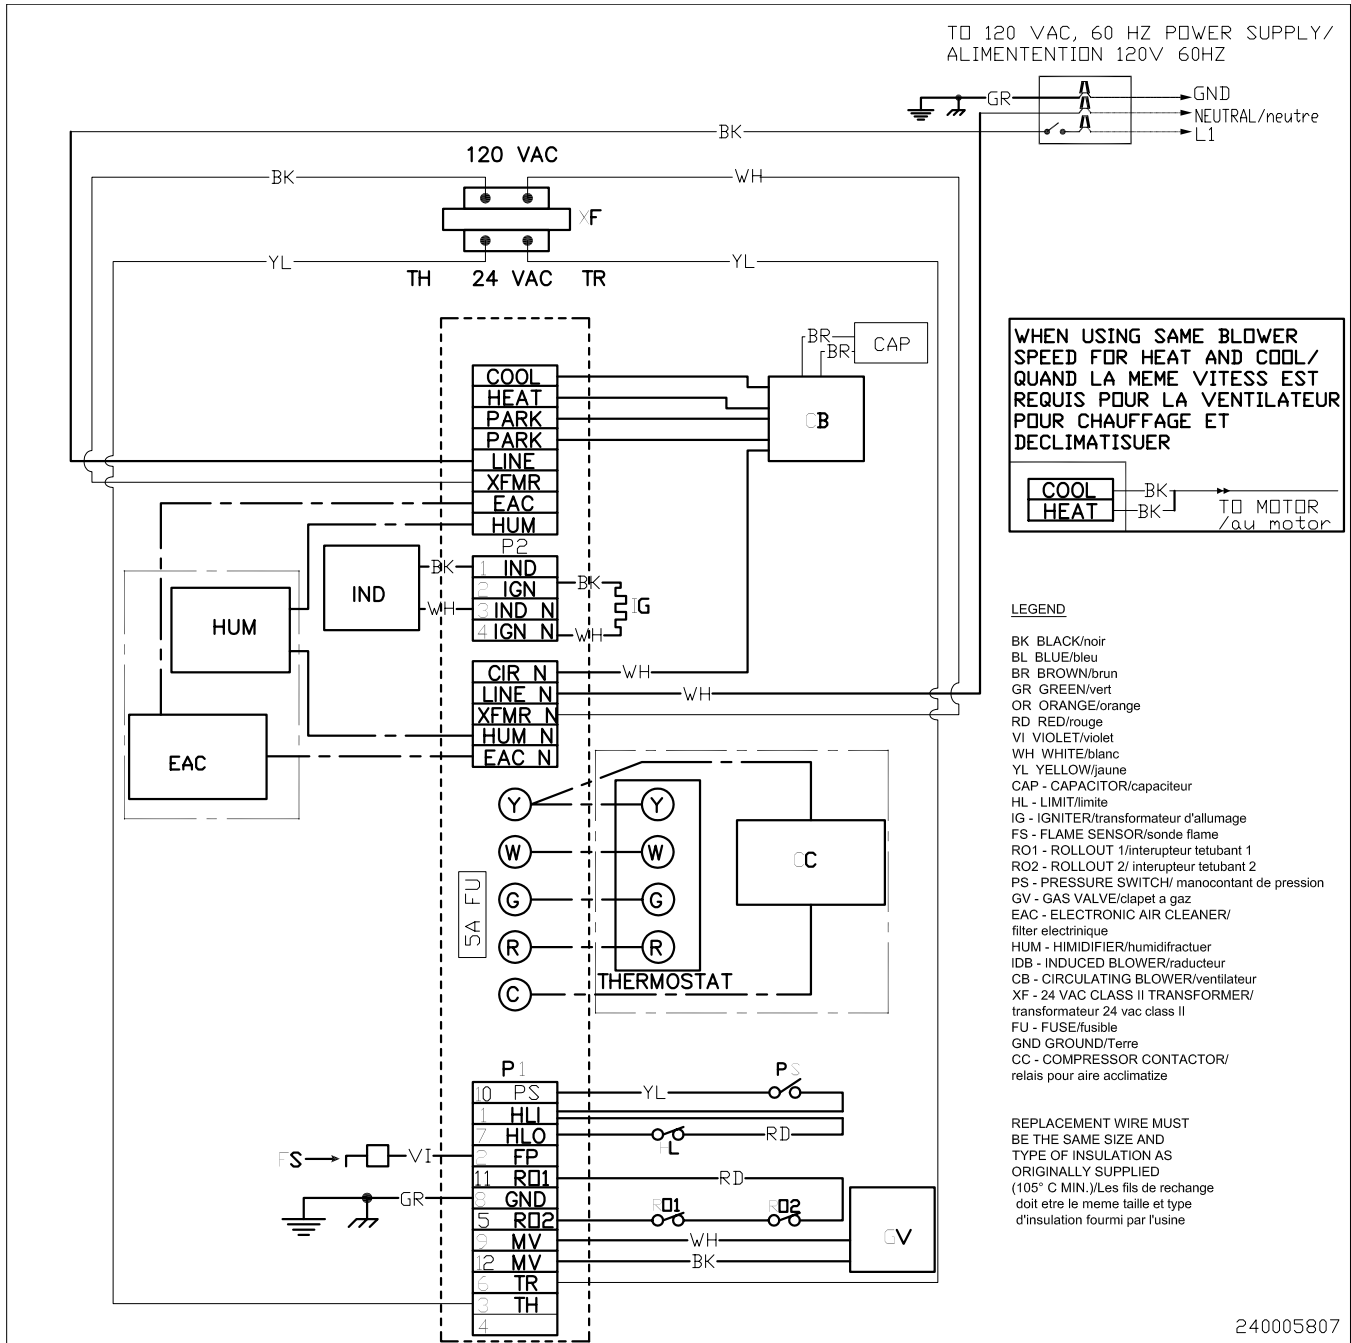 TO 120 VAC, 60 HZ POWER SUPPLY/
ALIMENTENTION 120V 60HZ
GR
GND
NEUTRAL/neutre
L1
BK
120 VAC
BK
WH
XF
YL
YL
TH 24 VAC TR
BR
BR
CAP
COOL
HEAT
PARK
PARK
LINE
XFMR
EAC
HUM
CB
WHEN USING SAME BLOWER
SPEED FOR HEAT AND COOL/
QUAND LA MEME VITESS EST
REQUIS POUR LA VENTILATEUR
POUR CHAUFFAGE ET
DECLIMATISUER
COOL
HEAT
BK
BK
TO MOTOR
/au motor
P2
1 IND
2 IGN
3 IND N
4 IGN N
IND
BK
WH
BK
WH
IG
HUM
EAC
CIR N
LINE N
XFMR N
HUM N
EAC N
WH
WH
Y
W
G
R
C
5A FU
Y
W
G
R
THERMOSTAT
CC
P1
10 PS
1 HLI
7 HLO
2 FP
11 RO1
8 GND
5 RO2
9 MV
12 MV
6 TR
3 TH
4
YL
PS
HL
RD
FS
VI
GR
RD
RO1
RO2
WH
BK
GV
LEGEND
BK BLACK/noir
BL BLUE/bleu
BR BROWN/brun
GR GREEN/vert
OR ORANGE/orange
RD RED/rouge
VI VIOLET/violet
WH WHITE/blanc
YL YELLOW/jaune
CAP - CAPACITOR/capaciteur
HL - LIMIT/limite
IG - IGNITER/transformateur d'allumage
FS - FLAME SENSOR/sonde flame
RO1 - ROLLOUT 1/interupteur tetubant 1
RO2 - ROLLOUT 2/ interupteur tetubant 2
PS - PRESSURE SWITCH/ manocontant de pression
GV - GAS VALVE/clapet a gaz
EAC - ELECTRONIC AIR CLEANER/
filter electrinique
HUM - HIMIDIFIER/humidifractuer
IDB - INDUCED BLOWER/raducteur
CB - CIRCULATING BLOWER/ventilateur
XF - 24 VAC CLASS II TRANSFORMER/
transformateur 24 vac class II
FU - FUSE/fusible
GND GROUND/Terre
CC - COMPRESSOR CONTACTOR/
relais pour aire acclimatize
REPLACEMENT WIRE MUST
BE THE SAME SIZE AND
TYPE OF INSULATION AS
ORIGINALLY SUPPLIED
(105° C MIN.)/Les fils de rechange
doit etre le meme taille et type
d'insulation fourmi par l'usine
240005807